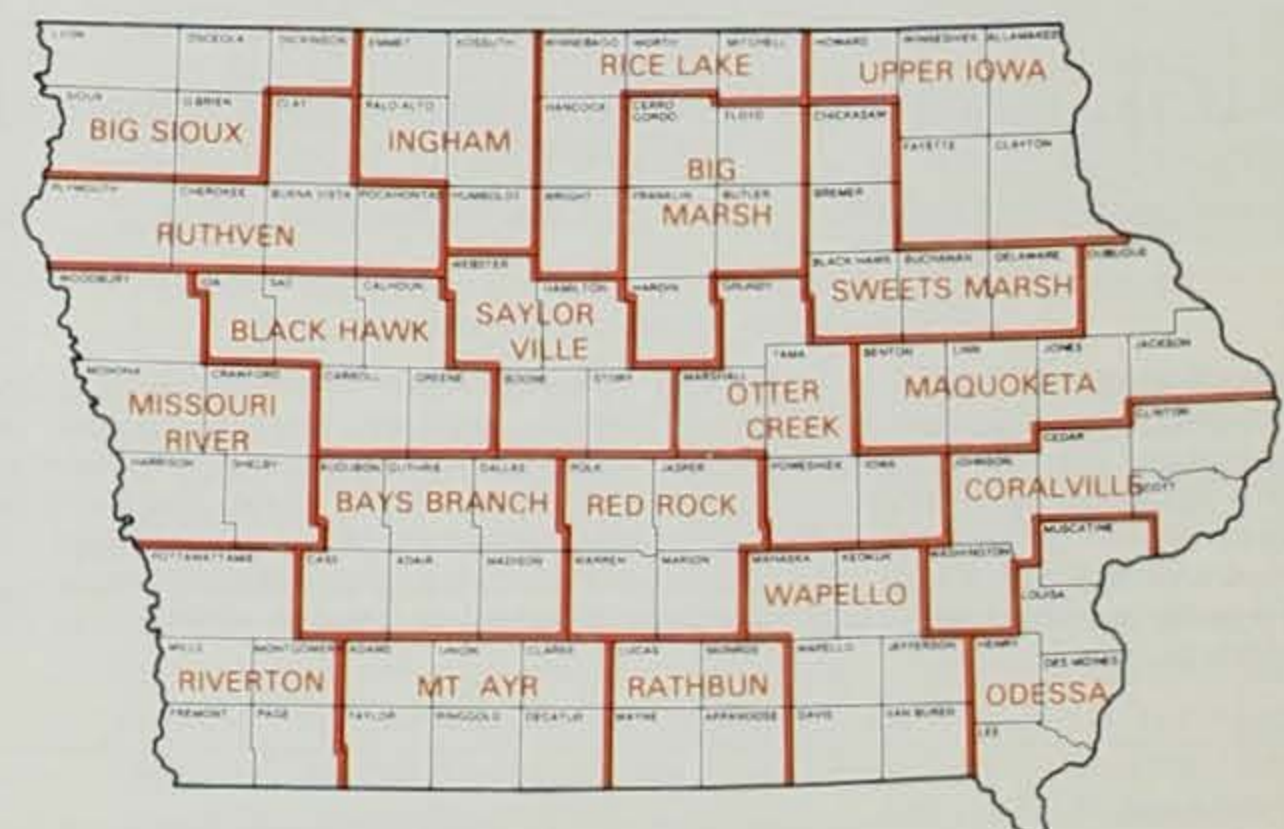 LYON OSCEOLA DICKINSON EMMET KOSSUTH WINNEBAGO WORTH MITCHELL HOWARD WINNESHIEK ALLAMAKEE
RICE LAKE UPPER IOWA
SIOUX O'BRIEN CLAY PALO ALTO HANCOCK CERRO GORDO FLOYD CHICKASAW
BIG SIOUX INGHAM
FAYETTE CLAYTON
BIG MARSH
PLYMOUTH CHEROKEE BUENA VISTA POCAHONTAS HUMBOLDT WRIGHT FRANKLIN BUTLER BREMER
RUTHVEN
WEBSTER BLACK HAWK BUCHANAN DELAWARE DUBUQUE
WOODBURY IDA SAC CALHOUN HAMILTON HARDIN GRUNDY
SWEETS MARSH
BLACK HAWK SAYLOR VILLE
TAMA BENTON LINN JONES JACKSON
MONONA CRAWFORD CARROLL GREENE BOONE STORY MARSHALL
MISSOURI RIVER OTTER CREEK MAQUOKETA
CLINTON
CEDAR
HARRISON SHELBY AUDUBON GUTHRIE DALLAS POLK JASPER POWESHIEK IOWA JOHNSON
BAYS BRANCH RED ROCK CORALVILLE SCOTT
MUSCATINE
POTTAWATTAMIE CASS ADAIR MADISON WARREN MARION MAHASKA KEOKUK WASHINGTON
WAPELLO LOUISA
MILLS MONTGOMERY ADAMS UNION CLARKE LUCAS MONROE WAPELLO JEFFERSON HENRY
DES MOINES
RIVERTON MT AYR RATHBUN ODESSA
FREMONT PAGE TAYLOR RINGGOLD DECATUR WAYNE APPANOOSE DAVIS VAN BUREN
LEE